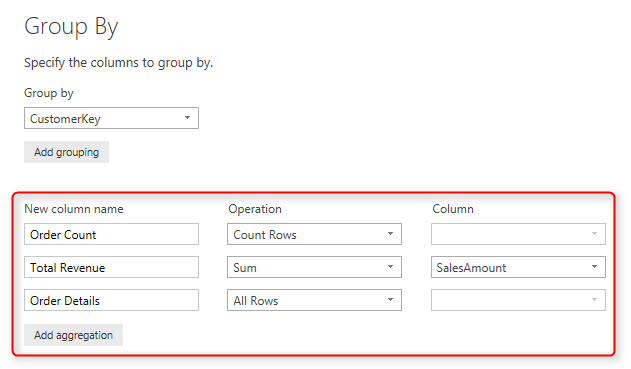 Group By
Specify the columns to group by.
Group by
CustomerKey
Add grouping
New column name Operation Column
Order Count Count Rows
Total Revenue Sum SalesAmount
Order Details All Rows
Add aggregation